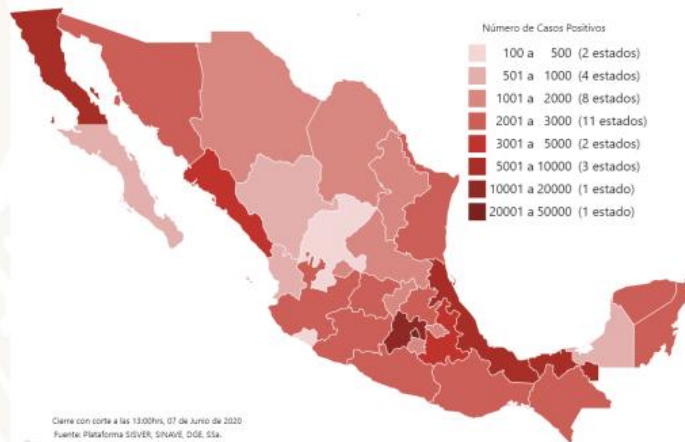 Número de Casos Positivos
100 a 500 (2 estados)
501 a 1000 (4 estados)
1001 a 2000 (8 estados)
2001 a 3000 (11 estados)
3001 a 5000 (2 estados)
5001 a 10000 (3 estados)
10001 a 20000 (1 estado)
20001 a 50000 (1 estado)
Cierre con corte a las 13:00hrs, 07 de Junio de 2020
Fuente: Plataforma SISVER, SINAVE, DGE, SSa.